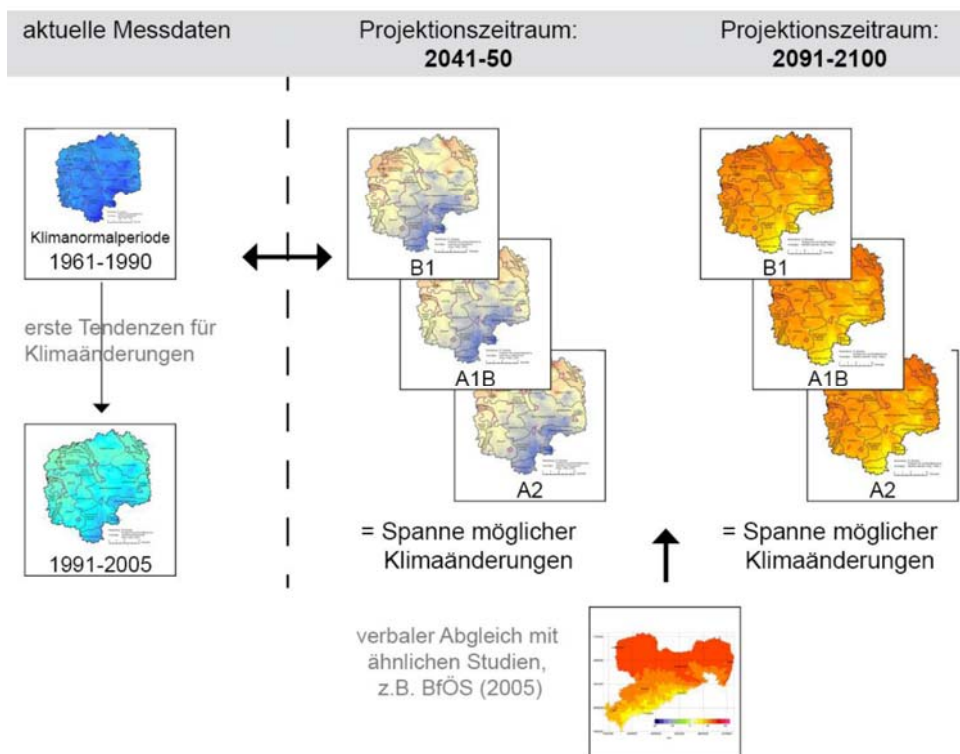 aktuelle Messdaten
Projektionszeitraum:
2041-50
Projektionszeitraum:
2091-2100
Klimanormalperiode
1961-1990
erste Tendenzen für
Klimaänderungen
1991-2005
B1
A1B
A2
= Spanne möglicher
Klimaänderungen
B1
A1B
A2
= Spanne möglicher
Klimaänderungen
verbaler Abgleich mit
ähnlichen Studien,
z.B. BfÖS (2005)